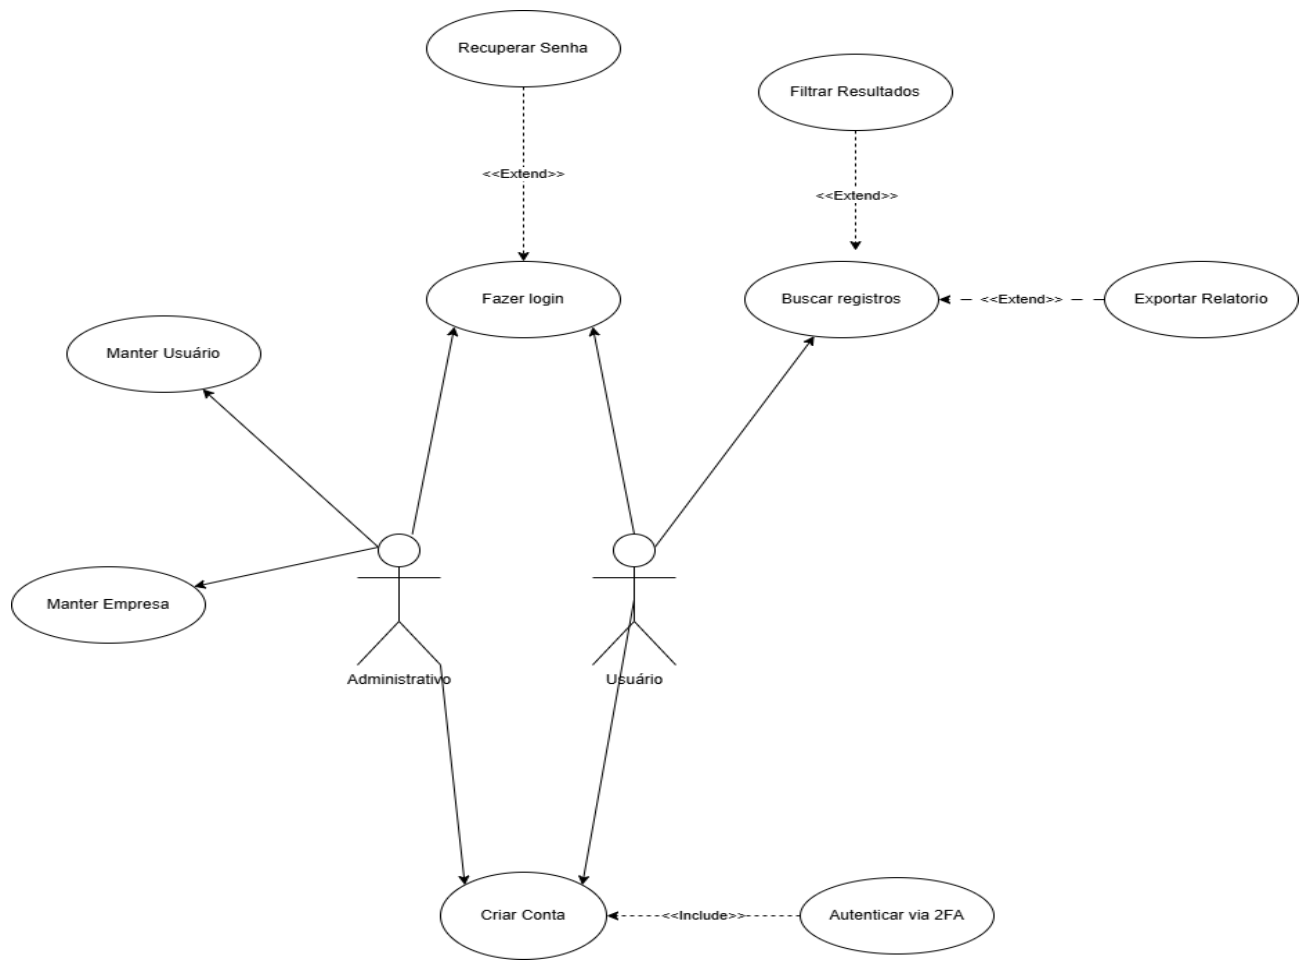 Recuperar Senha
Filtrar Resultados
<<Extend>>
<<Extend>>
Fazer login
Buscar registros
<<Extend>>
Exportar Relatorio
Manter Usuário
Manter Empresa
Administrativo
Usuário
Criar Conta
<<Include>>
Autenticar via 2FA